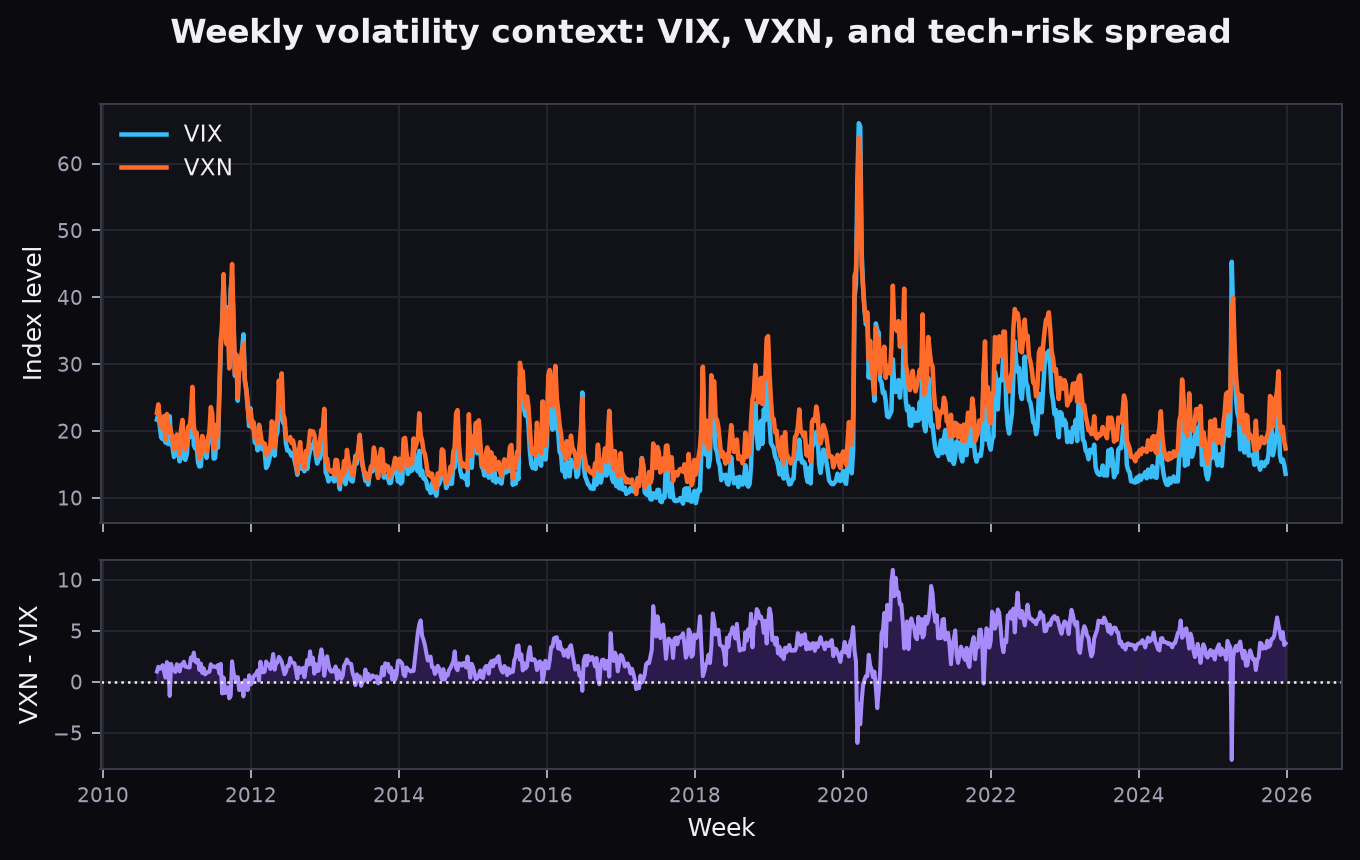 Weekly volatility context: VIX, VXN, and tech-risk spread
VIX
VXN
Index level
60
50
40
30
20
10
VXN - VIX
10
5
0
−5
2010 2012 2014 2016 2018 2020 2022 2024 2026
Week